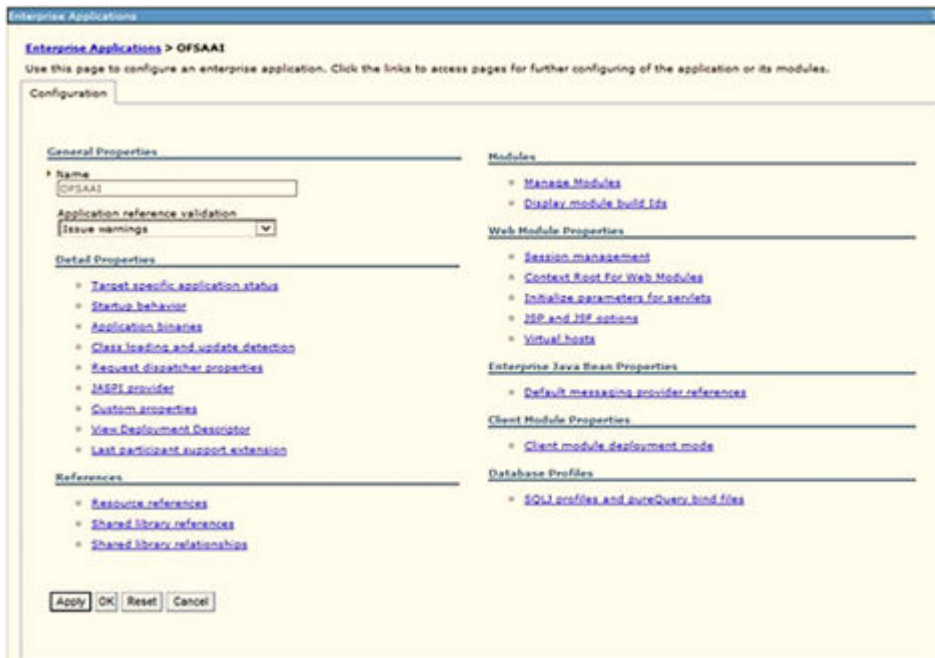 Enterprise Applications
Enterprise Applications > OFSAAI
Use this page to configure an enterprise application. Click the links to access pages for further configuring of the application or its modules.
Configuration
General Properties
Name
OFSAAI
Application reference validation
Issue warnings
Detail Properties
Target specific application status
Startup behavior
Application binaries
Class loading and update detection
Request dispatcher properties
JASPI provider
Custom properties
View Deployment Descriptor
Last participant support extension
References
Resource references
Shared library references
Shared library relationships
Modules
Manage Modules
Display module build Ids
Web Module Properties
Session management
Context Root For Web Modules
Initialize parameters for servlets
JSP and JSF options
Virtual hosts
Enterprise Java Bean Properties
Default messaging provider references
Client Module Properties
Client module deployment mode
Database Profiles
SQLJ profiles and pureQuery bind files
Apply OK Reset Cancel